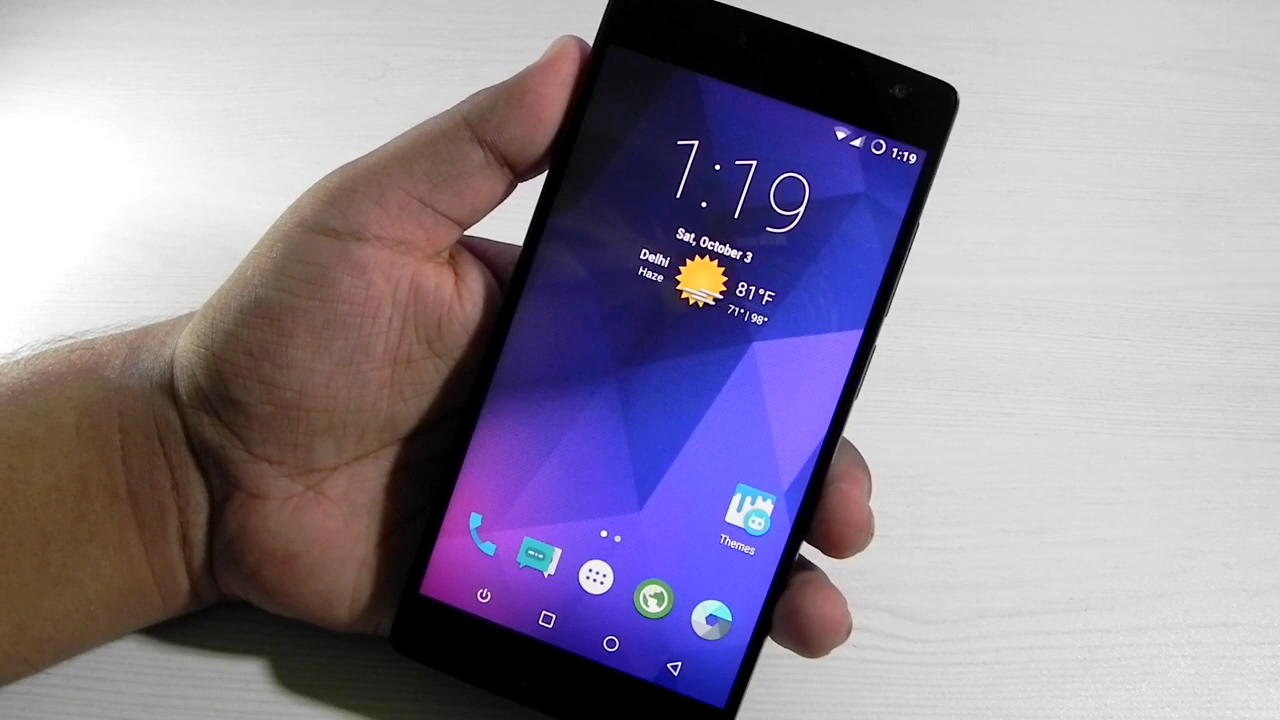 1:19
1:19
Sat, October 3
Delhi
Haze
81°F
71° | 98°
Themes